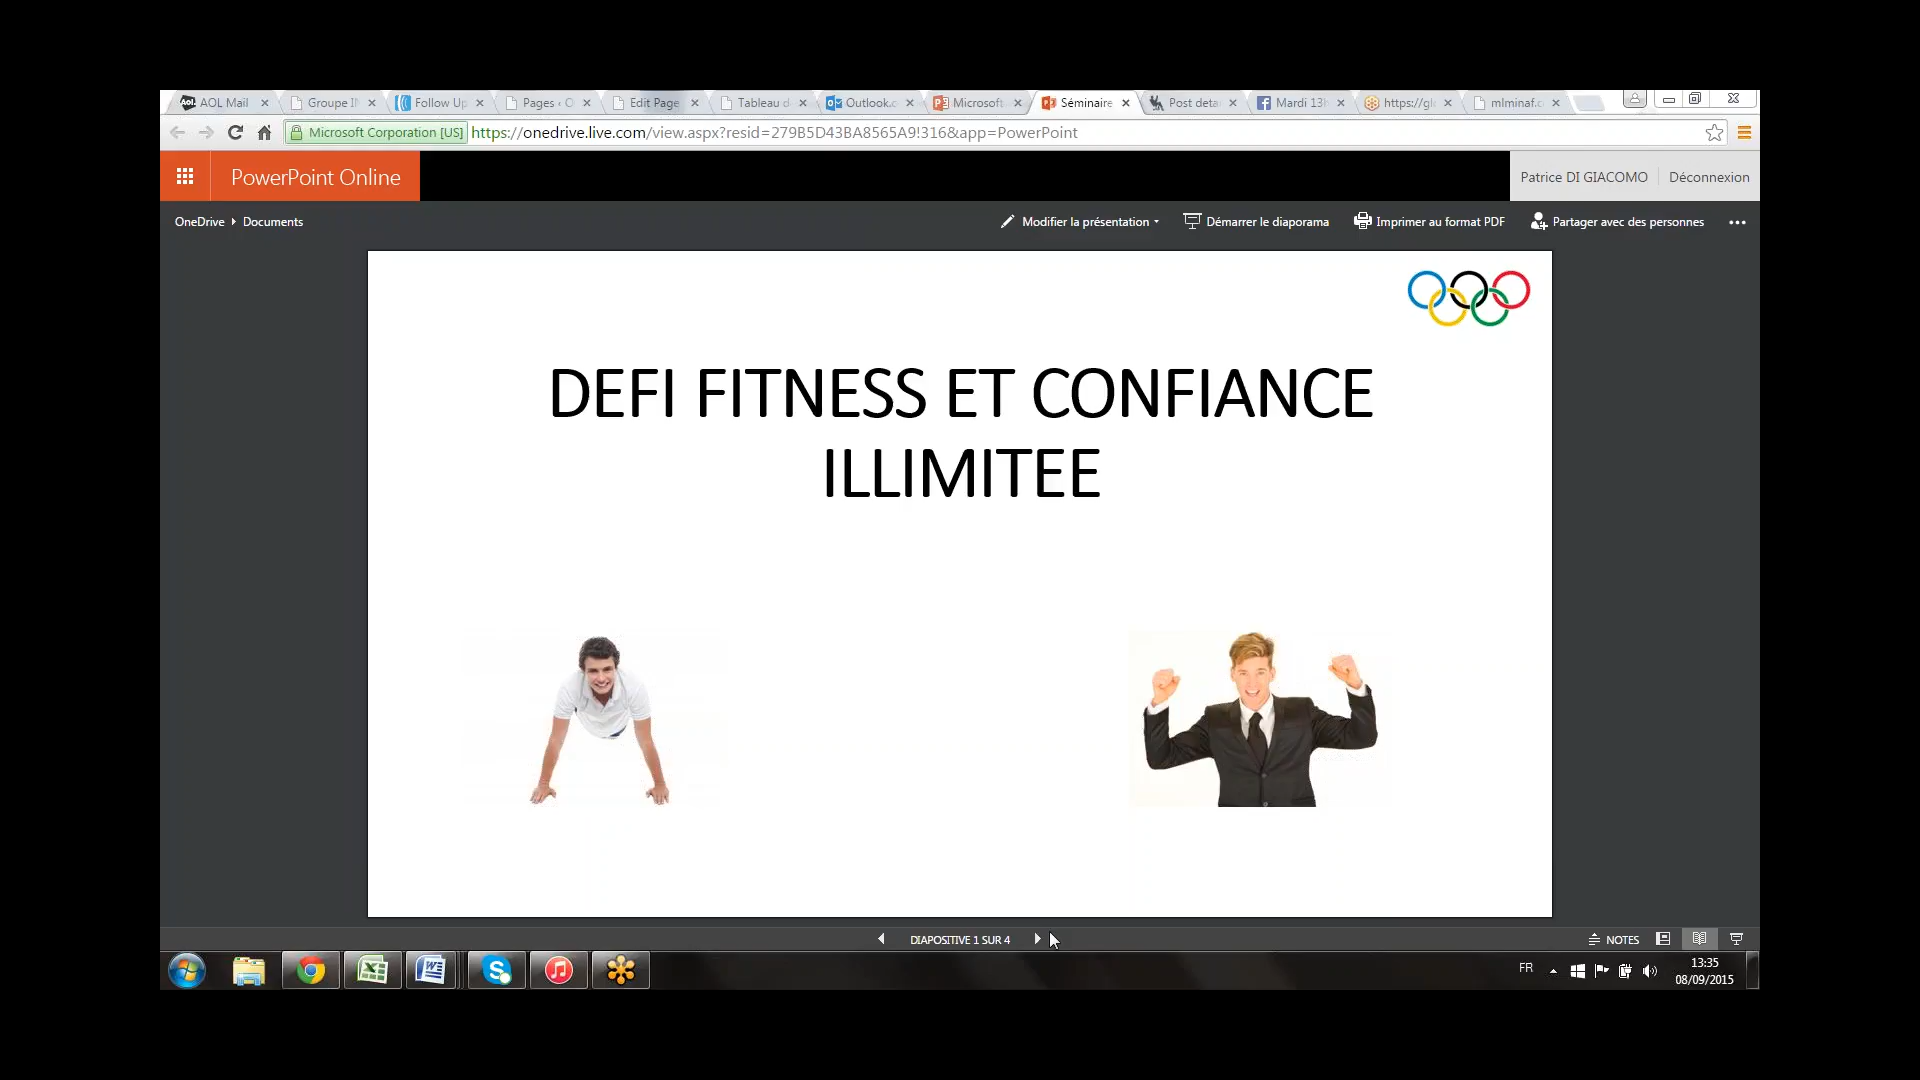 AOL Mail
Groupe
Follow Up
Pages ‹
Edit Page
Tableau d
Outlook.c
Microsoft
Séminaire
Post deta
Mardi 13h
https://gl
mlminaf.c
Microsoft Corporation [US]
https://onedrive.live.com/view.aspx?resid=279B5D43BA8565A9!316&app=PowerPoint
PowerPoint Online
Patrice DI GIACOMO
Déconnexion
OneDrive
Documents
Modifier la présentation
Démarrer le diaporama
Imprimer au format PDF
Partager avec des personnes
DEFI FITNESS ET CONFIANCE
ILLIMITEE
DIAPOSITIVE 1 SUR 4
NOTES
FR
13:35
08/09/2015